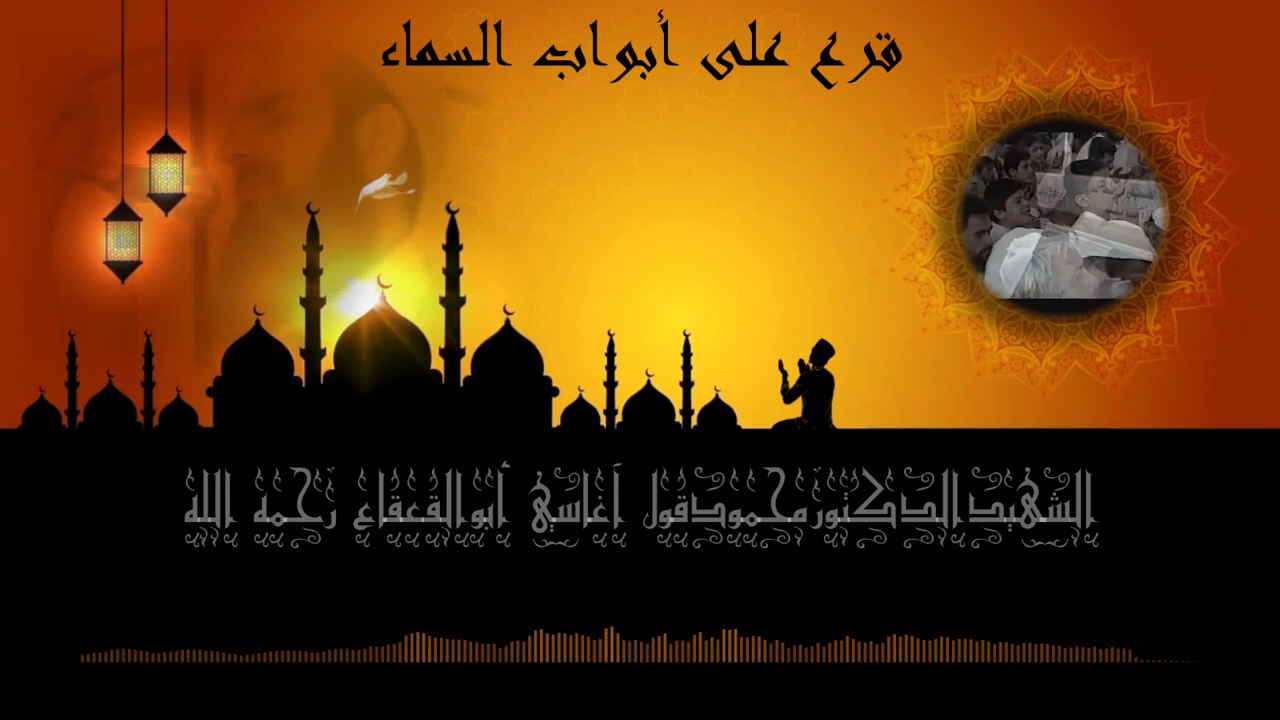 قرع على أبواب السماء
الشهيد الدكتور محمود قول آغاسي أبو القعقاع رحمه الله